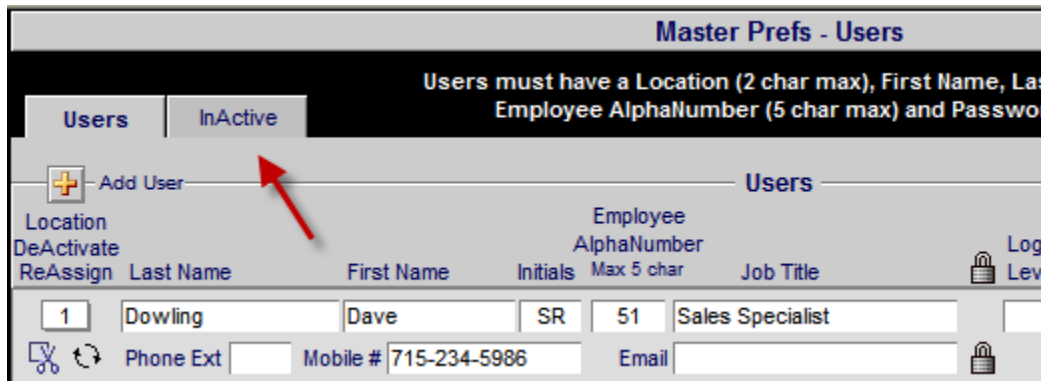 Master Prefs - Users
Users must have a Location (2 char max), First Name, Las
Employee AlphaNumber (5 char max) and Passwo
Users InActive
Add User Users
Location Employee
DeActivate AlphaNumber Log
ReAssign Last Name First Name Initials Max 5 char Job Title Lev
1 Dowling Dave SR 51 Sales Specialist
Phone Ext Mobile # 715-234-5986 Email